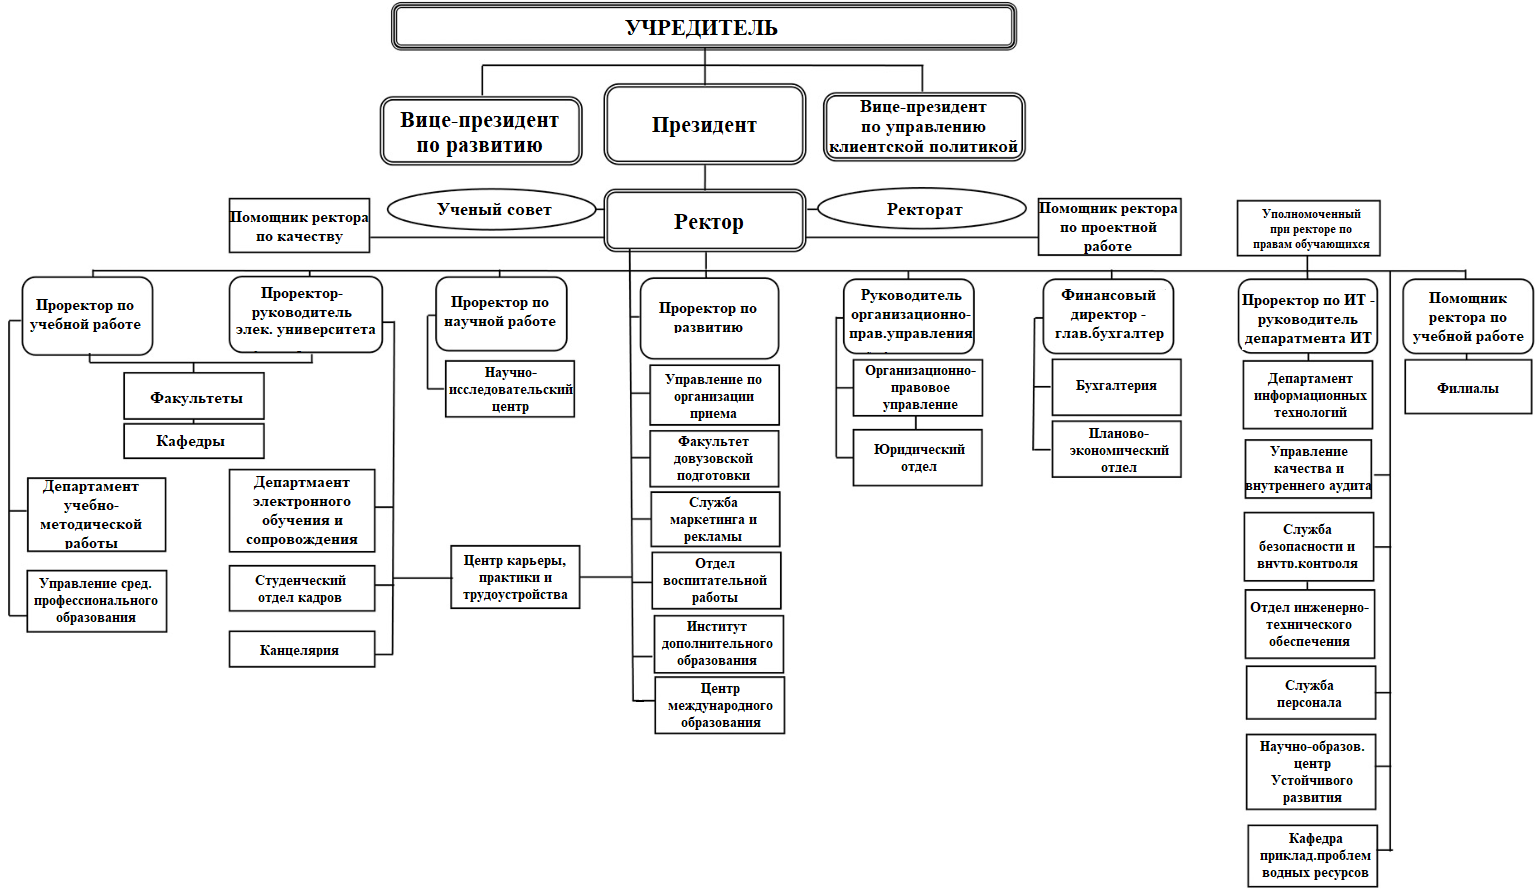 УЧРЕДИТЕЛЬ
Вице-президент
по развитию
Президент
Вице-президент
по управлению
клиентской политикой
Помощник ректора
по качеству
Ученый совет
Ректор
Ректорат
Помощник ректора
по проектной
работе
Уполномоченный
при ректоре по
правам обучающихся
Проректор по
учебной работе
Проректор-
руководитель
элек. университета
Проректор по
научной работе
Проректор по
развитию
Руководитель
организационно-
прав.управления
Финансовый
директор -
глав.бухгалтер
Проректор по ИТ -
руководитель
департамента ИТ
Помощник
ректора по
учебной работе
Факультеты
Кафедры
Департамент
учебно-
методической
работы
Управление сред.
профессионального
образования
Департмаент
электронного
обучения и
сопровождения
Студенческий
отдел кадров
Канцелярия
Научно-
исследовательский
центр
Центр карьеры,
практики и
трудоустройства
Управление по
организации
приема
Факультет
довузовской
подготовки
Служба
маркетинга и
рекламы
Отдел
воспитательной
работы
Институт
дополнительного
образования
Центр
международного
образования
Организационно-
правовое
управление
Юридический
отдел
Бухгалтерия
Планово-
экономический
отдел
Департамент
информационных
технологий
Управление
качества и
внутреннего аудита
Служба
безопасности и
внутр.контроля
Отдел инженерно-
технического
обеспечения
Служба
персонала
Научно-образов.
центр
Устойчивого
развития
Кафедра
приклад.проблем
водных ресурсов
Филиалы